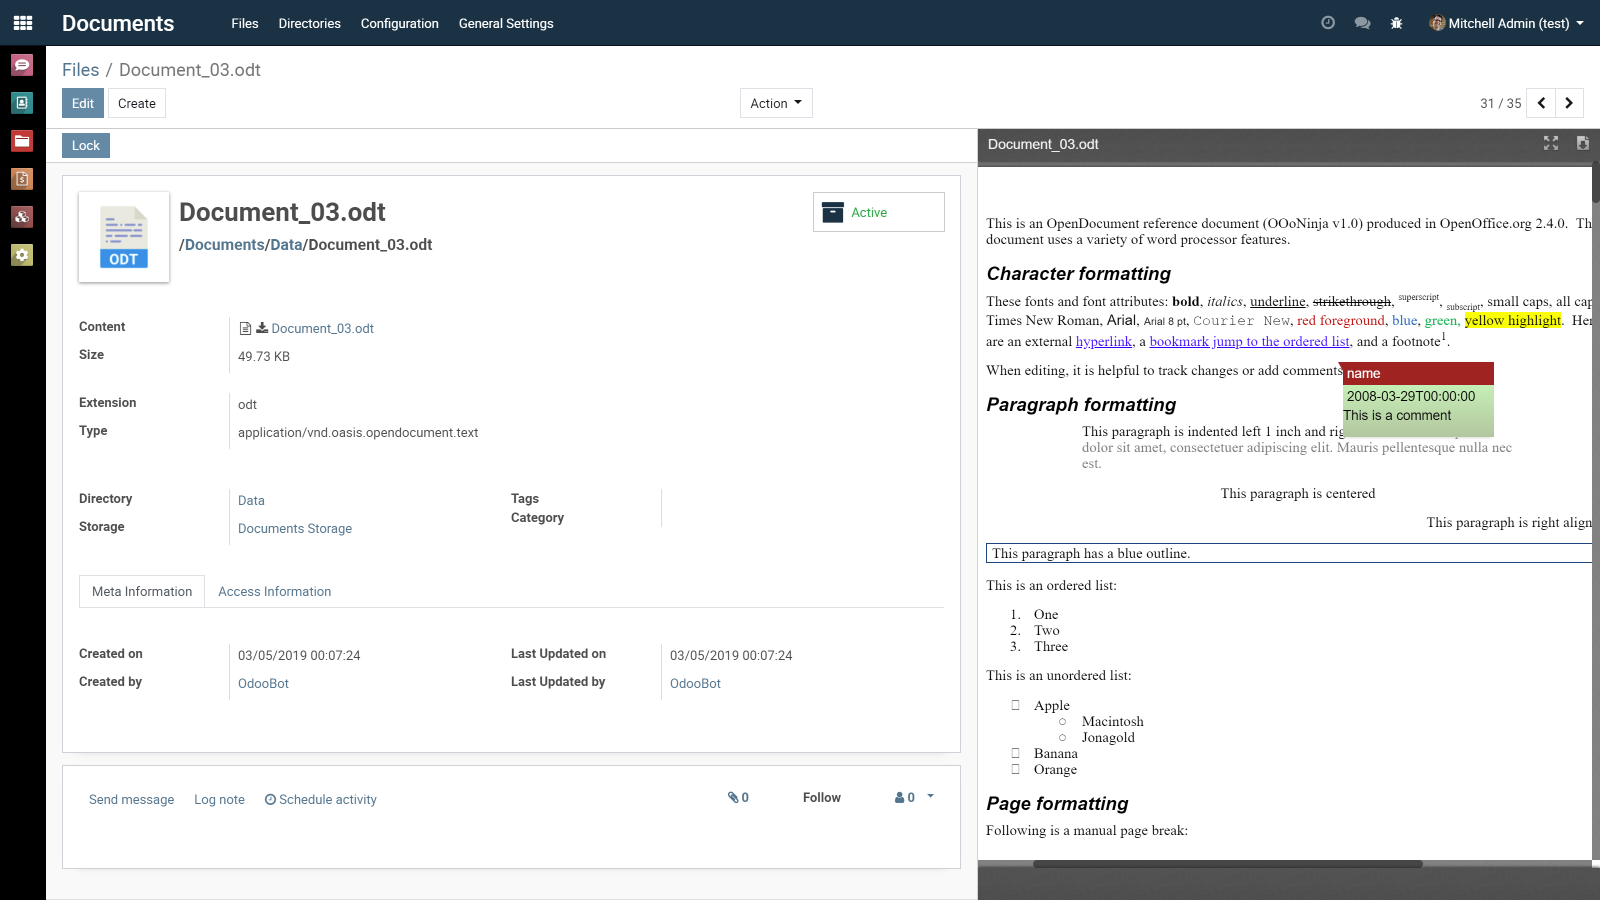 Documents Files Directories Configuration General Settings Mitchell Admin (test)
Files / Document_03.odt
Edit Create Action 31 / 35
Lock
Document_03.odt
ODT
Document_03.odt
/Documents/Data/Document_03.odt
Active
Content Document_03.odt
Size 49.73 KB
Extension odt
Type application/vnd.oasis.opendocument.text
Directory Data
Storage Documents Storage
Tags
Category
Meta Information Access Information
Created on 03/05/2019 00:07:24 Last Updated on 03/05/2019 00:07:24
Created by OdooBot Last Updated by OdooBot
Send message Log note Schedule activity 0 Follow 0
This is an OpenDocument reference document (OOoNinja v1.0) produced in OpenOffice.org 2.4.0. Th
document uses a variety of word processor features.
Character formatting
These fonts and font attributes: bold, italics, underline, strikethrough, superscript, subscript, small caps, all cap
Times New Roman, Arial, Arial 8 pt, Courier New, red foreground, blue, green, yellow highlight. Her
are an external hyperlink, a bookmark jump to the ordered list, and a footnote1.
When editing, it is helpful to track changes or add comments
name
2008-03-29T00:00:00
This is a comment
Paragraph formatting
This paragraph is indented left 1 inch and rig
dolor sit amet, consectetuer adipiscing elit. Mauris pellentesque nulla nec
est.
This paragraph is centered
This paragraph is right align
This paragraph has a blue outline.
This is an ordered list:
1. One
2. Two
3. Three
This is an unordered list:
Apple
Macintosh
Jonagold
Banana
Orange
Page formatting
Following is a manual page break: